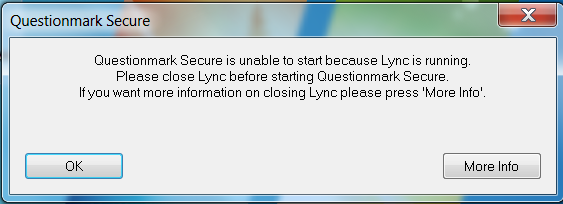 Questionmark Secure
Questionmark Secure is unable to start because Lync is running.
Please close Lync before starting Questionmark Secure.
If you want more information on closing Lync please press 'More Info'.
OK
More Info